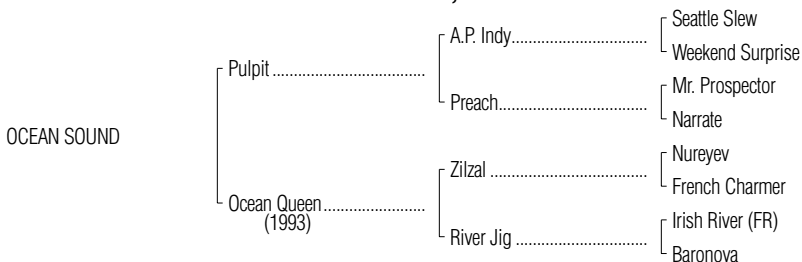 Seattle Slew
A.P. Indy
Weekend Surprise
Pulpit
Mr. Prospector
Preach
Narrate
OCEAN SOUND
Nureyev
Zilzal
French Charmer
Ocean Queen
(1993)
Irish River (FR)
River Jig
Baronova